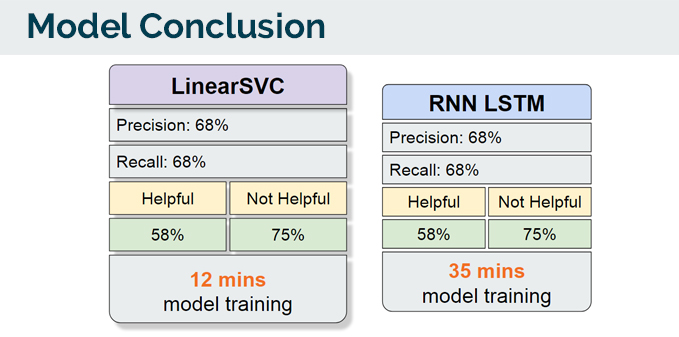 Model Conclusion
LinearSVC
Precision: 68%
Recall: 68%
Helpful Not Helpful
58% 75%
12 mins
model training
RNN LSTM
Precision: 68%
Recall: 68%
Helpful Not Helpful
58% 75%
35 mins
model training